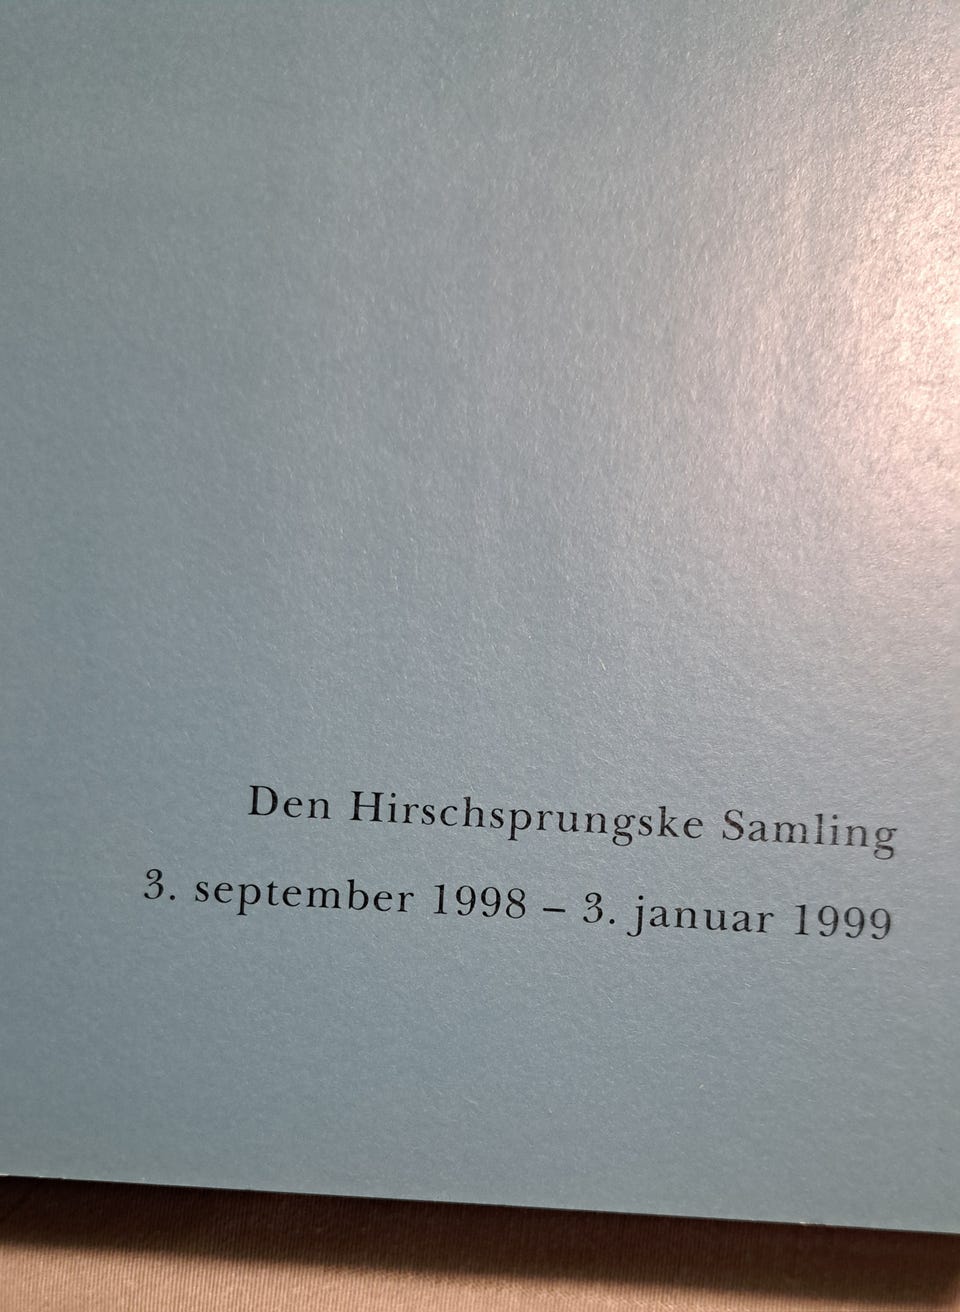 Den Hirschsprungske Samling
3. september 1998 – 3. januar 1999